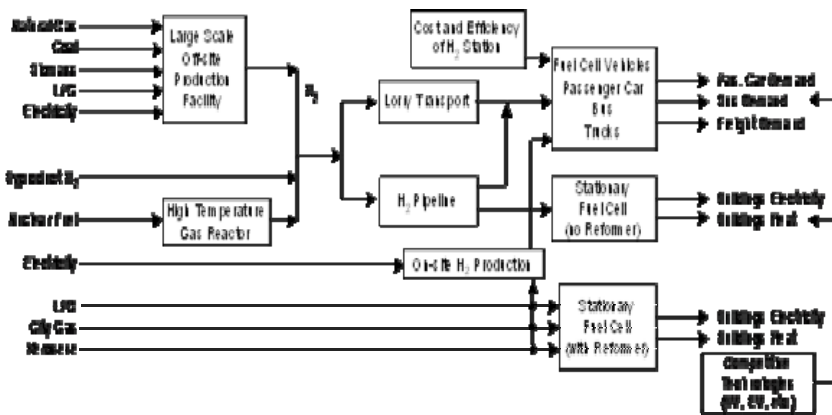 Natural Gas
Coal
Biomass
LPG
Electricity
Large Scale
Off-site
Production
Facility
H2
Byproduct H2
Nuclear Fuel
High Temperature
Gas Reactor
Electricity
LPG
City Gas
Kerosene
Cost and Efficiency
of H2 Station
Lorry Transport
H2 Pipeline
On-site H2 Production
Fuel Cell Vehicles
Passenger Car
Bus
Trucks
Stationary
Fuel Cell
(no Reformer)
Stationary
Fuel Cell
(with Reformer)
Pas. Car Demand
Bus Demand
Freight Demand
Buildings Electricity
Buildings Heat
Buildings Electricity
Buildings Heat
Competitive
Technologies
(HV, EV, etc)